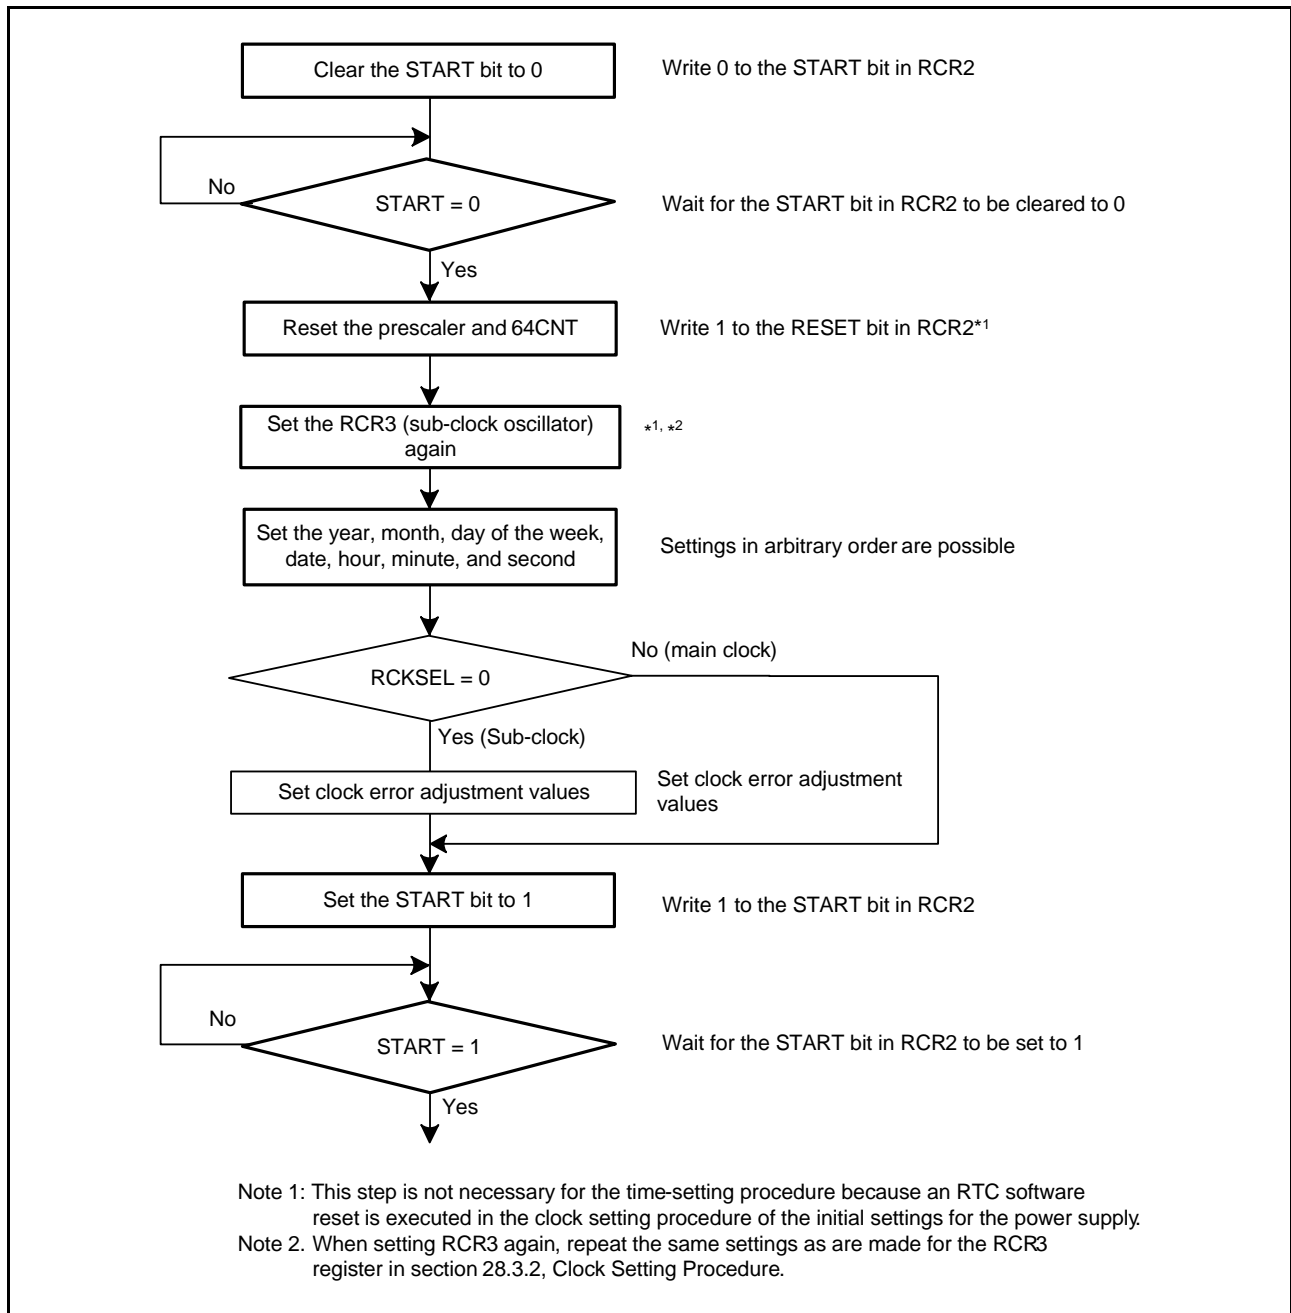 Clear the START bit to 0
Write 0 to the START bit in RCR2
No
START = 0
Wait for the START bit in RCR2 to be cleared to 0
Yes
Reset the prescaler and 64CNT
Write 1 to the RESET bit in RCR2*1
Set the RCR3 (sub-clock oscillator)
again
*1, *2
Set the year, month, day of the week,
date, hour, minute, and second
Settings in arbitrary order are possible
No (main clock)
RCKSEL = 0
Yes (Sub-clock)
Set clock error adjustment values
Set clock error adjustment
values
Set the START bit to 1
Write 1 to the START bit in RCR2
No
START = 1
Wait for the START bit in RCR2 to be set to 1
Yes
Note 1: This step is not necessary for the time-setting procedure because an RTC software
reset is executed in the clock setting procedure of the initial settings for the power supply.
Note 2. When setting RCR3 again, repeat the same settings as are made for the RCR3
register in section 28.3.2, Clock Setting Procedure.